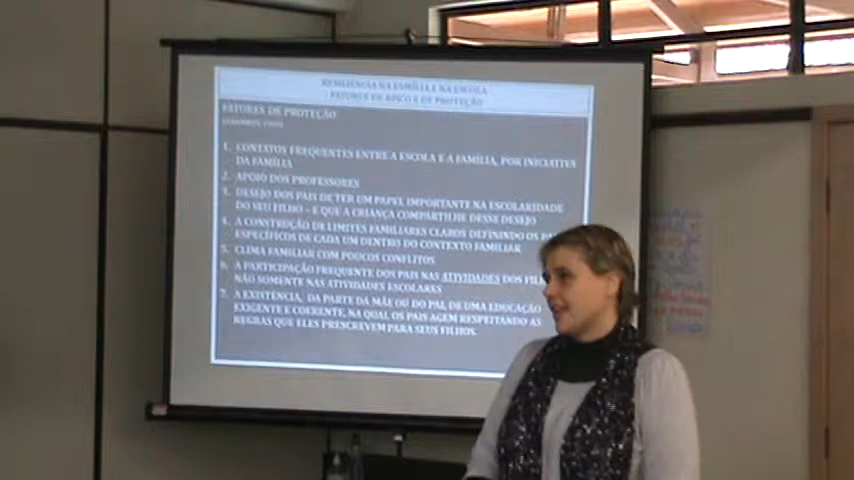 RESILIÊNCIA NA FAMÍLIA E NA ESCOLA
FATORES DE RISCO E DE PROTEÇÃO
FATORES DE PROTEÇÃO
1. CONTATOS FREQUENTES ENTRE A ESCOLA E A FAMÍLIA, POR INICIATIVA
DA FAMÍLIA
2. APOIO DOS PROFESSORES
3. DESEJO DOS PAIS DE TER UM PAPEL IMPORTANTE NA ESCOLARIDADE
DO SEU FILHO – E QUE A CRIANÇA COMPARTILHE DESSE DESEJO
4. A CONSTRUÇÃO DE LIMITES FAMILIARES CLAROS DEFININDO OS
ESPECÍFICOS DE CADA UM DENTRO DO CONTEXTO FAMILIAR
5. CLIMA FAMILIAR COM POUCOS CONFLITOS
6. A PARTICIPAÇÃO FREQUENTE DOS PAIS NAS ATIVIDADES DOS
NÃO SOMENTE NAS ATIVIDADES ESCOLARES
7. A EXISTÊNCIA, DA PARTE DA MÃE OU DO PAI, DE UMA EDUCAÇÃO
EXIGENTE E COERENTE, NA QUAL OS PAIS AGEM RESPEITANDO AS
REGRAS QUE ELES PRESCREVEM PARA SEUS FILHOS.